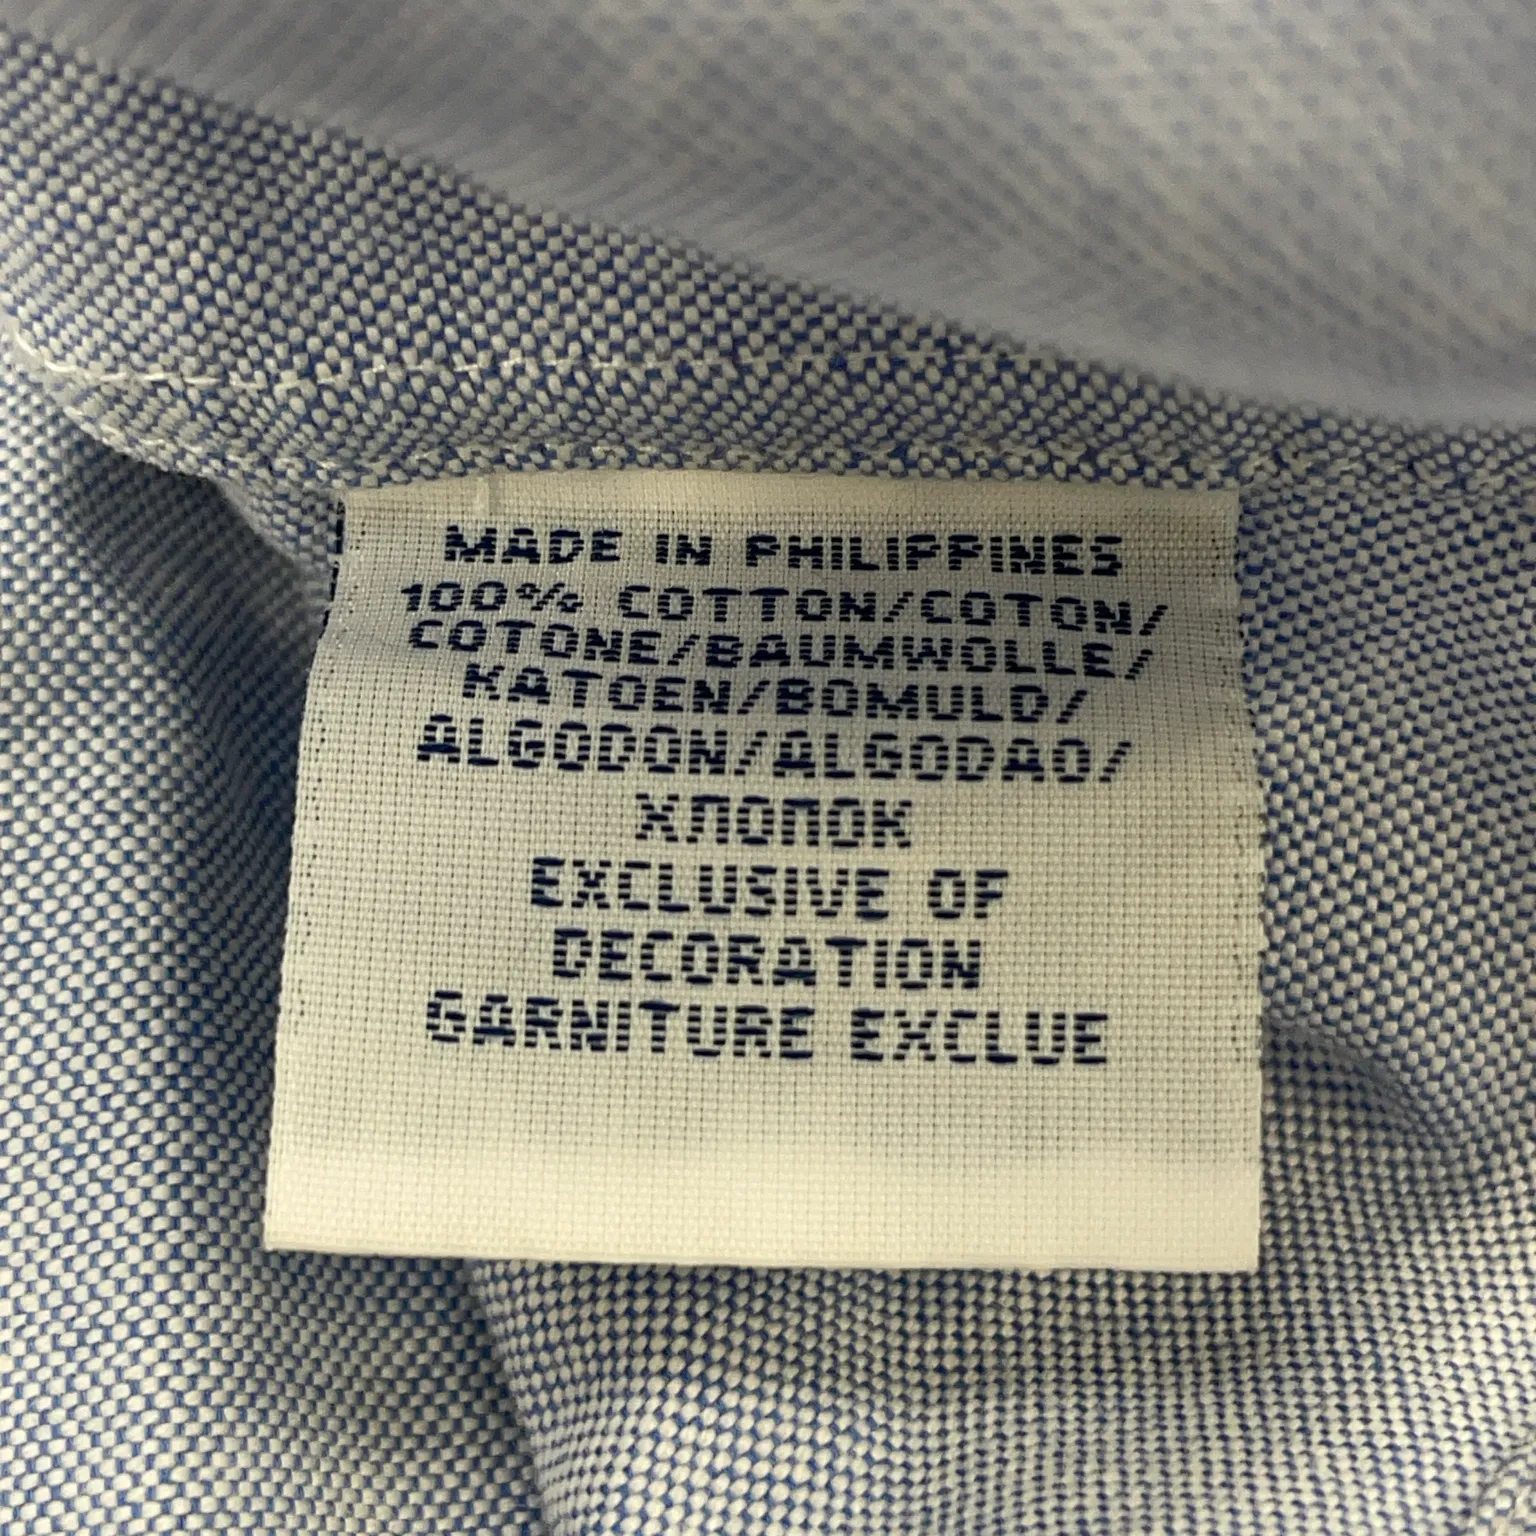 MADE IN PHILIPPINES
100% COTTON/COTON/
COTONE/BAUMWOLLE/
KATOEN/BOMULD/
ALGODON/ALGODAO/
ХЛОПОК
EXCLUSIVE OF
DECORATION
GARNITURE EXCLUE